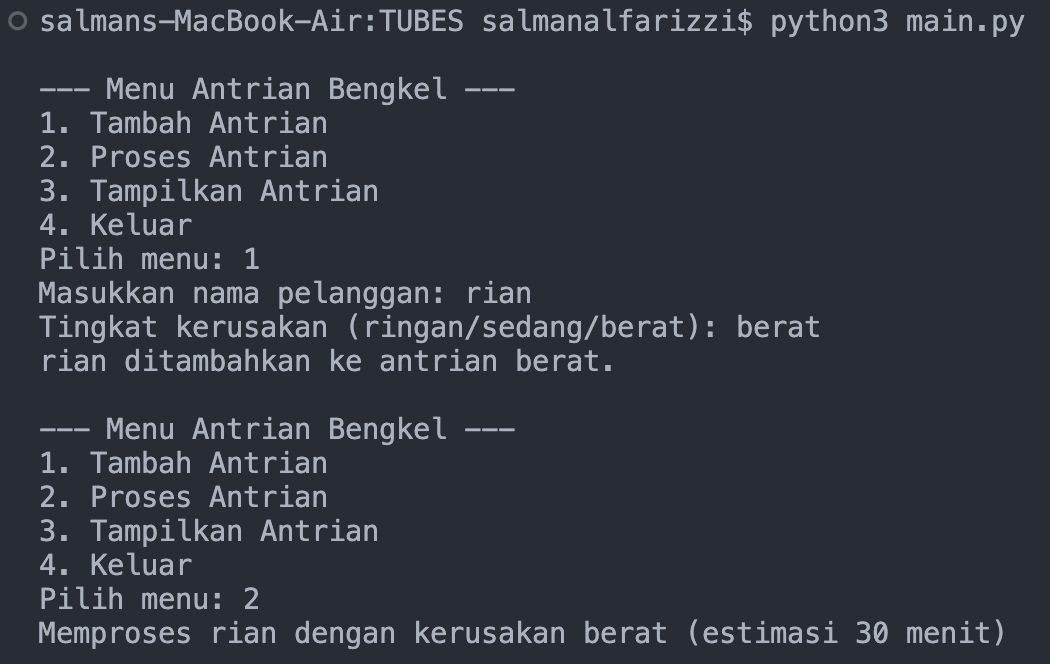 salmans-MacBook-Air:TUBES salmanalfarizzi$ python3 main.py
--- Menu Antrian Bengkel ---
1. Tambah Antrian
2. Proses Antrian
3. Tampilkan Antrian
4. Keluar
Pilih menu: 1
Masukkan nama pelanggan: rian
Tingkat kerusakan (ringan/sedang/berat): berat
rian ditambahkan ke antrian berat.
--- Menu Antrian Bengkel ---
1. Tambah Antrian
2. Proses Antrian
3. Tampilkan Antrian
4. Keluar
Pilih menu: 2
Memproses rian dengan kerusakan berat (estimasi 30 menit)